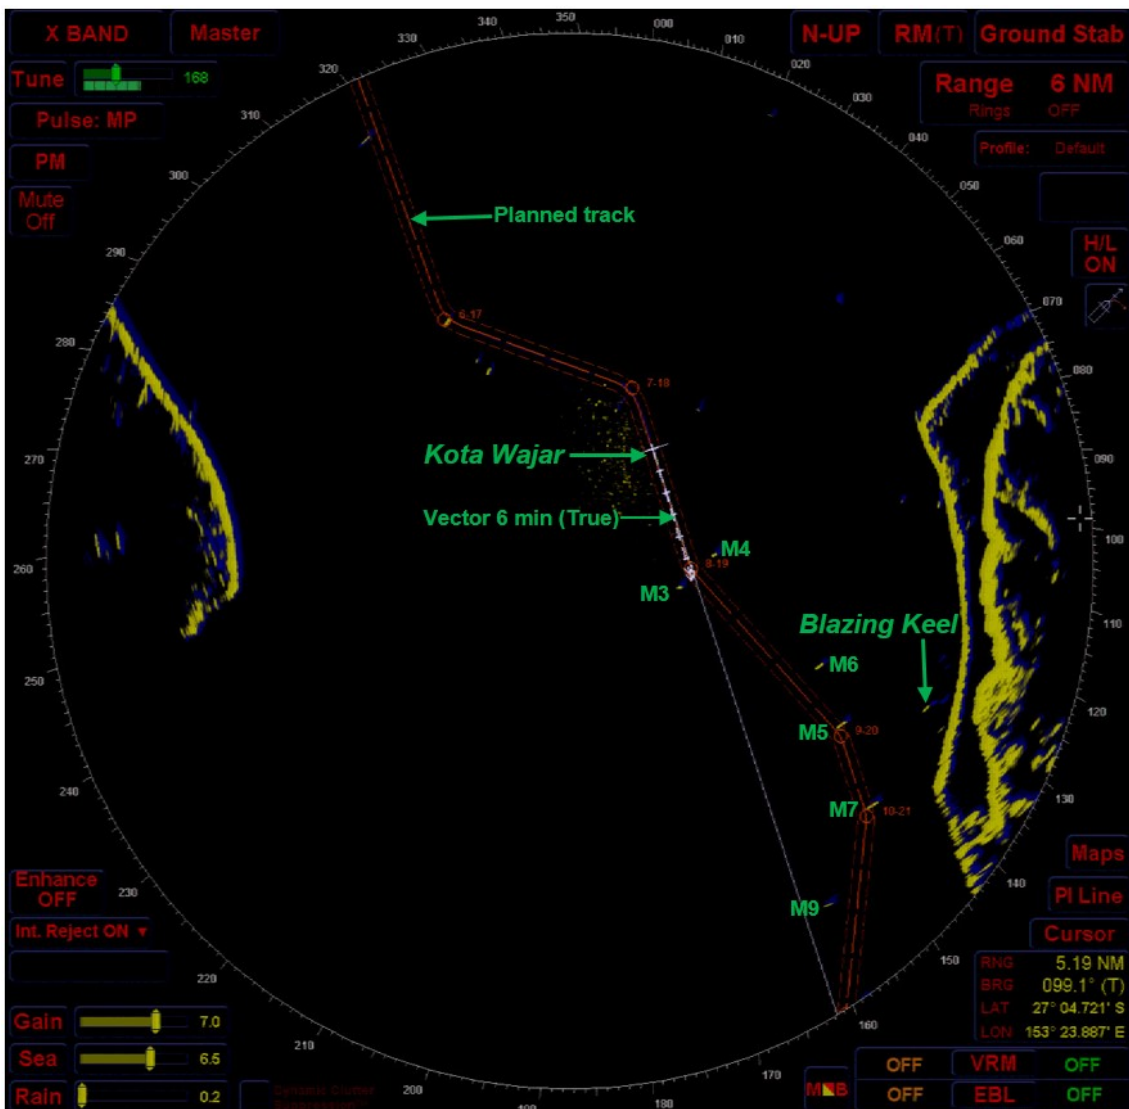 X BAND
Master
N-UP
RM(T)
Ground Stab
Tune
168
Range 6 NM
Rings OFF
Pulse: MP
PM
Profile: Default
Mute
Off
H/L
ON
320
330
340
350
000
010
020
030
040
050
060
070
080
090
100
110
120
130
140
150
160
170
180
190
200
210
220
230
240
250
260
270
280
290
300
310
Planned track
6-17
7-18
Kota Wajar
Vector 6 min (True)
M4
8-19
M3
Blazing Keel
M6
M5
9-20
M7
10-21
M9
Enhance
OFF
Int. Reject ON
Maps
PI Line
Cursor
RNG 5.19 NM
BRG 099.1° (T)
LAT 27° 04.721' S
LON 153° 23.887' E
Gain 7.0
Sea 6.5
Rain 0.2
Dynamic Clutter
Suppression
M B
OFF VRM OFF
OFF EBL OFF